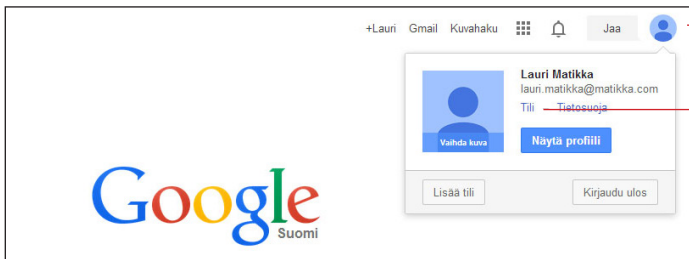 +Lauri Gmail Kuvahaku Jaa
Lauri Matikka
lauri.matikka@matikka.com
Tili – Tietosuoja
Vaihda kuva
Näytä profiili
Lisää tili
Kirjaudu ulos
Google
Suomi